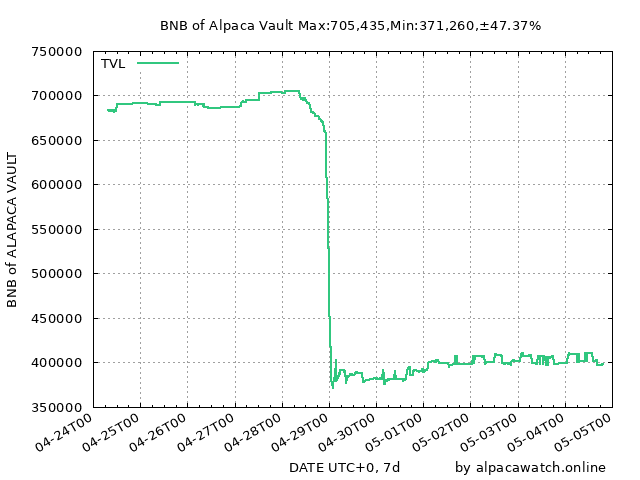 BNB of Alpaca Vault Max:705,435,Min:371,260,±47.37%
TVL
BNB of ALAPACA VAULT
750000
700000
650000
600000
550000
500000
450000
400000
350000
04-24T00
04-25T00
04-26T00
04-27T00
04-28T00
04-29T00
04-30T00
05-01T00
05-02T00
05-03T00
05-04T00
05-05T00
DATE UTC+0, 7d
by alpacawatch.online